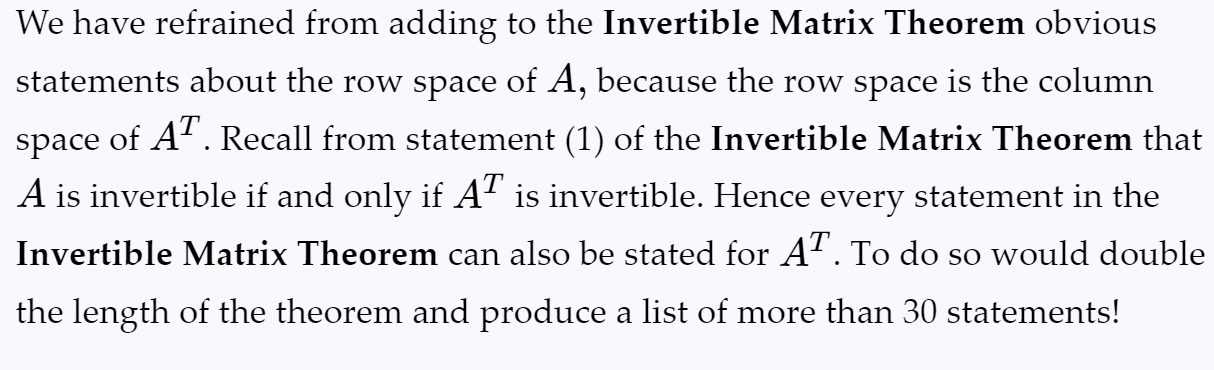 We have refrained from adding to the Invertible Matrix Theorem obvious
statements about the row space of A, because the row space is the column
space of Aᵀ. Recall from statement (1) of the Invertible Matrix Theorem that
A is invertible if and only if Aᵀ is invertible. Hence every statement in the
Invertible Matrix Theorem can also be stated for Aᵀ. To do so would double
the length of the theorem and produce a list of more than 30 statements!